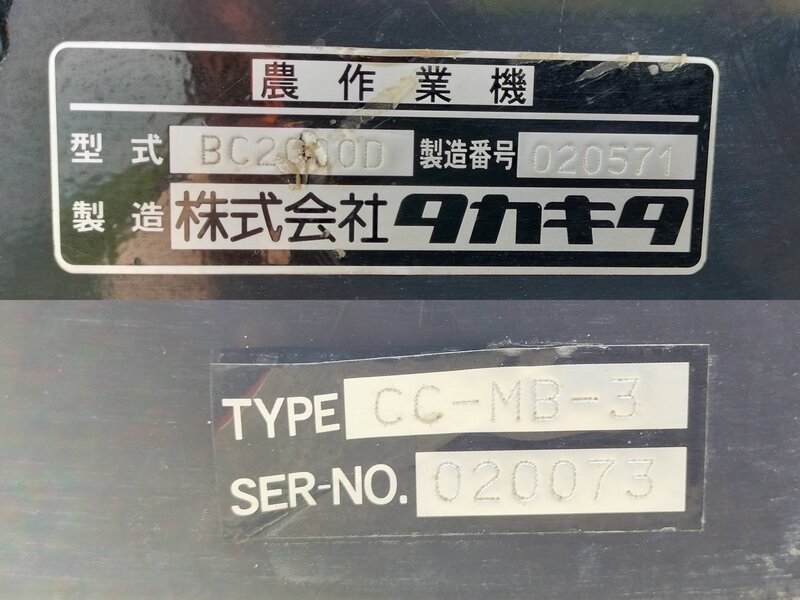 農作業機
型式 BC2000D 製造番号 020571
製造 株式会社タカキタ
TYPE CC-MB-3
SER-NO. 020073